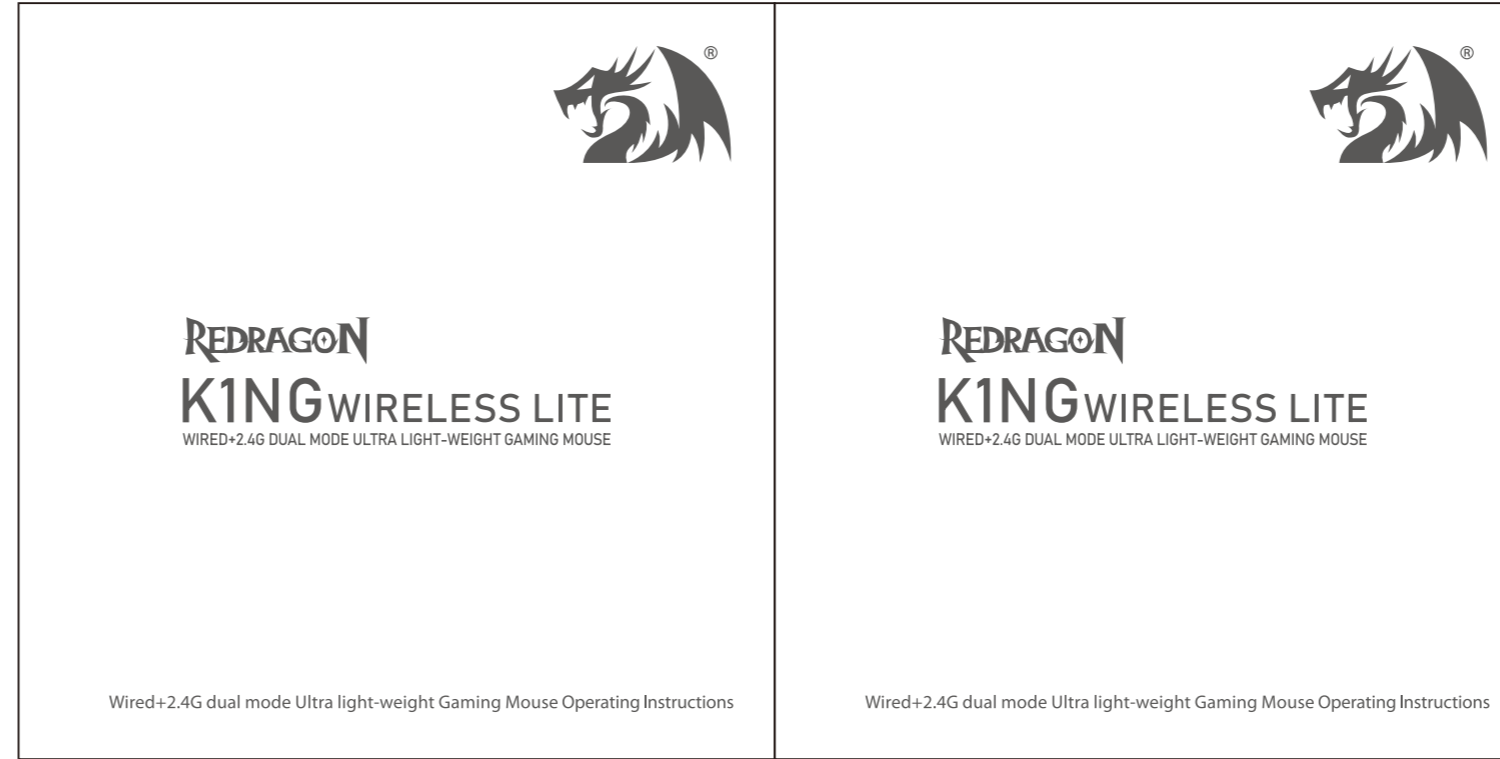 ®
REDRAGON
K1NG WIRELESS LITE
WIRED+2.4G DUAL MODE ULTRA LIGHT-WEIGHT GAMING MOUSE
Wired+2.4G dual mode Ultra light-weight Gaming Mouse Operating Instructions
®
REDRAGON
K1NG WIRELESS LITE
WIRED+2.4G DUAL MODE ULTRA LIGHT-WEIGHT GAMING MOUSE
Wired+2.4G dual mode Ultra light-weight Gaming Mouse Operating Instructions